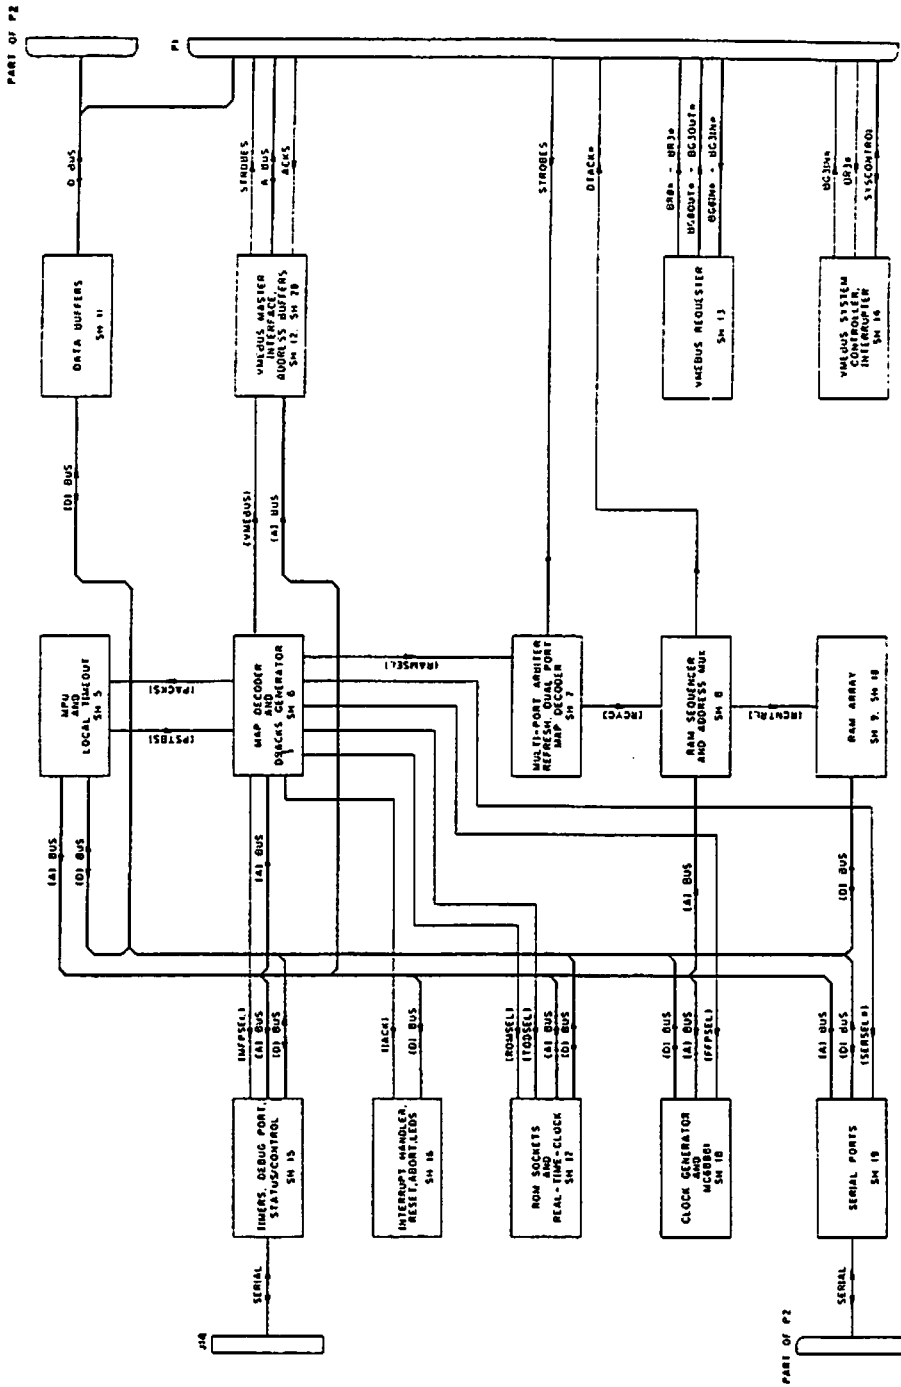 PART OF P2
P1
D BUS
STROBES
A BUS
ACKS
STROBES
DTACK*
BR0* - BR3*
BG0OUT* - BG3OUT*
BG0IN* - BG3IN*
BG3IN*
BR3*
SYSCONTROL
DATA BUFFERS
SH 11
VMEBUS MASTER
INTERFACE,
ADDRESS BUFFERS
SH 12, SH 20
VMEBUS REQUESTER
SH 13
VMEBUS SYSTEM
CONTROLLER,
INTERRUPTER
SH 14
(D) BUS
(VMEBUS)
(A) BUS
MPU
AND
LOCAL TIMEOUT
SH 5
(PACKS)
(PSTBS)
MAP DECODER
AND
DSACKS GENERATOR
SH 6
(RAMSEL)
MULTI-PORT ARBITER
REFRESH, DUAL PORT
MAP DECODER
SH 7
(RCYC)
RAM SEQUENCER
AND ADDRESS MUX
SH 8
(RCNTRL)
RAM ARRAY
SH 9, SH 10
(A) BUS
(D) BUS
(A) BUS
(A) BUS
(D) BUS
(MFPSEL)
(A) BUS
(D) BUS
(IACK)
(D) BUS
(ROMSEL)
(TODSEL)
(A) BUS
(D) BUS
(D) BUS
(A) BUS
(FFPSEL)
(A) BUS
(D) BUS
(SERSEL*)
TIMERS, DEBUG PORT,
STATUS/CONTROL
SH 15
INTERRUPT HANDLER,
RESET,ABORT,LEDS
SH 16
ROM SOCKETS
AND
REAL-TIME-CLOCK
SH 17
CLOCK GENERATOR
AND
MC68881
SH 18
SERIAL PORTS
SH 19
SERIAL
SERIAL
PART OF P2